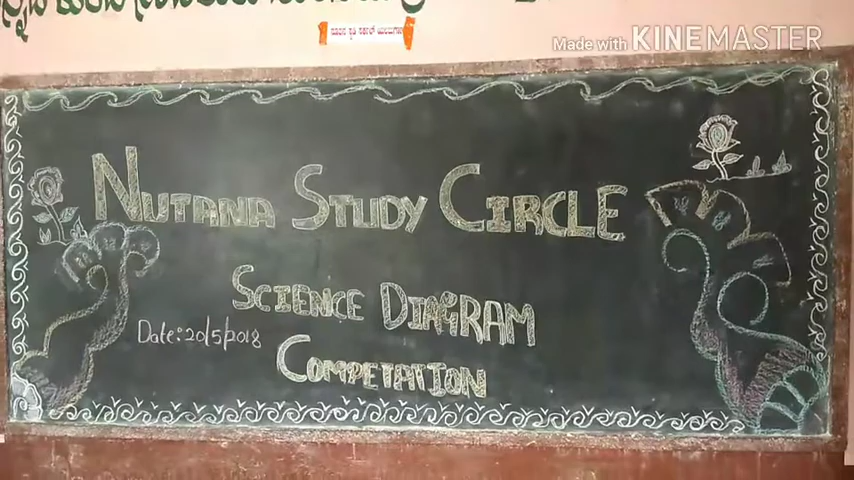 Made with KINEMASTER
NUTANA STUDY CIRCLE
SCIENCE DIAGRAM
Date:20/5/2018
COMPETATION